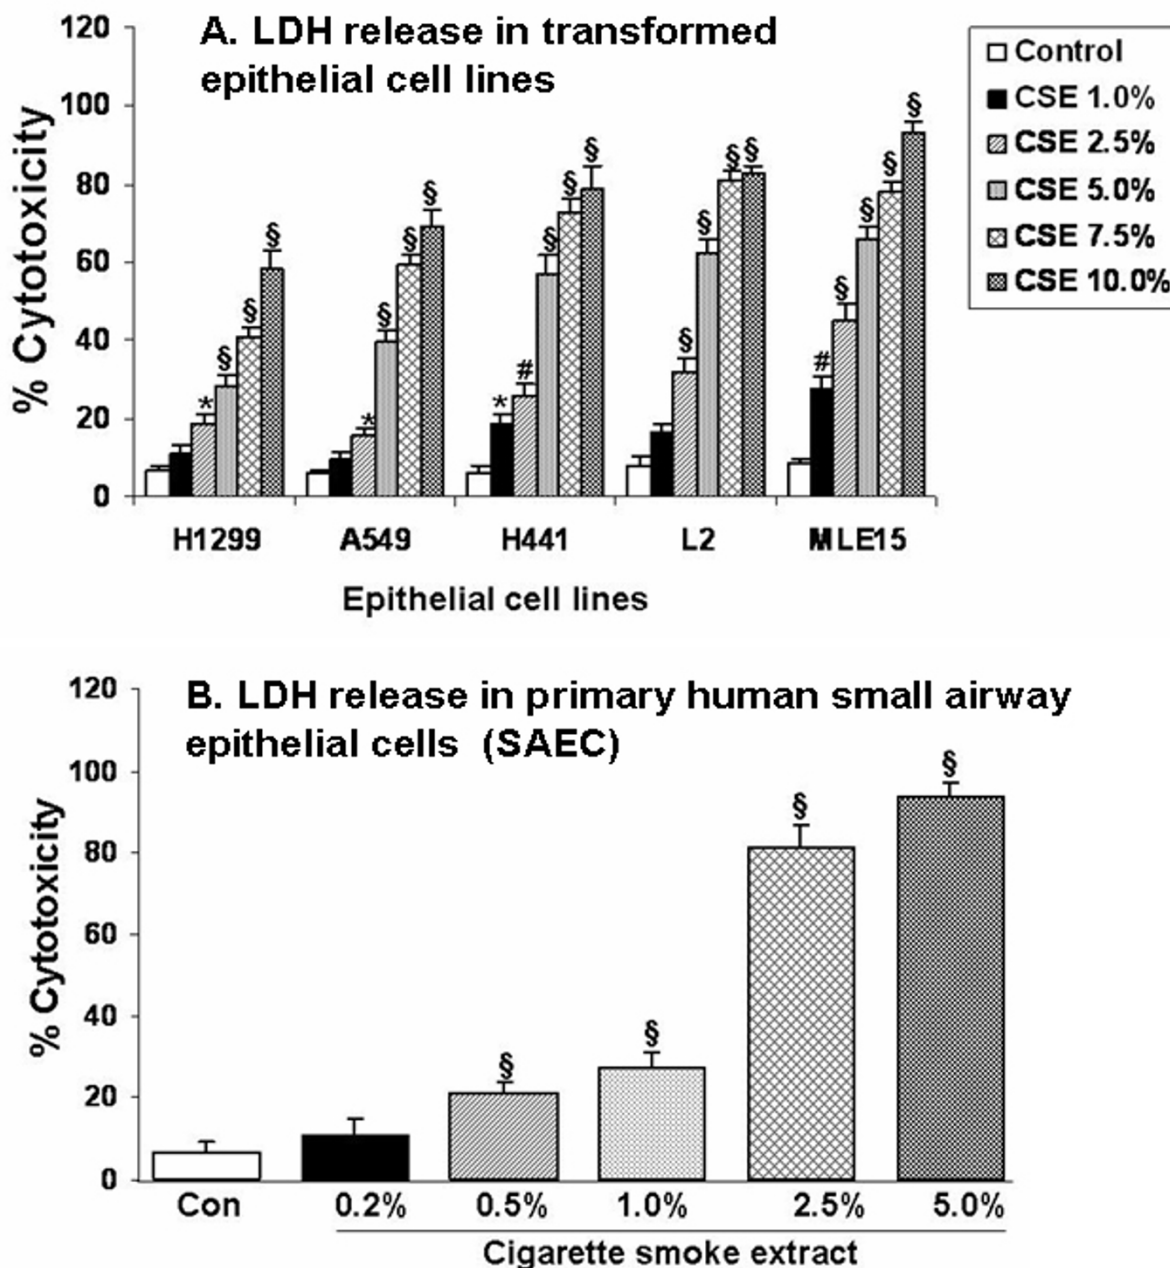 A. LDH release in transformed
epithelial cell lines
% Cytotoxicity
120
100
80
60
40
20
0
§
§
§
*
§
§
§
*
§
§
§
#
*
§
§
§
§
§
§
§
§
#
H1299 A549 H441 L2 MLE15
Epithelial cell lines
Control
CSE 1.0%
CSE 2.5%
CSE 5.0%
CSE 7.5%
CSE 10.0%
B. LDH release in primary human small airway
epithelial cells (SAEC)
% Cytotoxicity
120
100
80
60
40
20
0
§
§
§
§
Con 0.2% 0.5% 1.0% 2.5% 5.0%
Cigarette smoke extract